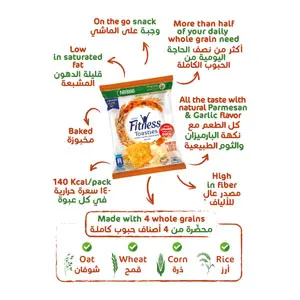 On the go snack
وجبة على الماشي
More than half
of your daily
whole grain need
أكثر من نصف الحاجة
اليومية من
الحبوب الكاملة
Low
in saturated
fat
قليلة الدهون
المشبعة
Nestlé
Fitness
Toasties
All the taste with
natural Parmesan
& Garlic flavor
كل الطعم مع
نكهة البارميزان
والثوم الطبيعية
Baked
مخبوزة
140 Kcal/pack
١٤٠ سعرة حرارية
في كل عبوة
High
in fiber
مصدر عال
للألياف
Made with 4 whole grains
محضّرة من 4 أصناف حبوب كاملة
Oat
شوفان
Wheat
قمح
Corn
ذرة
Rice
أرز